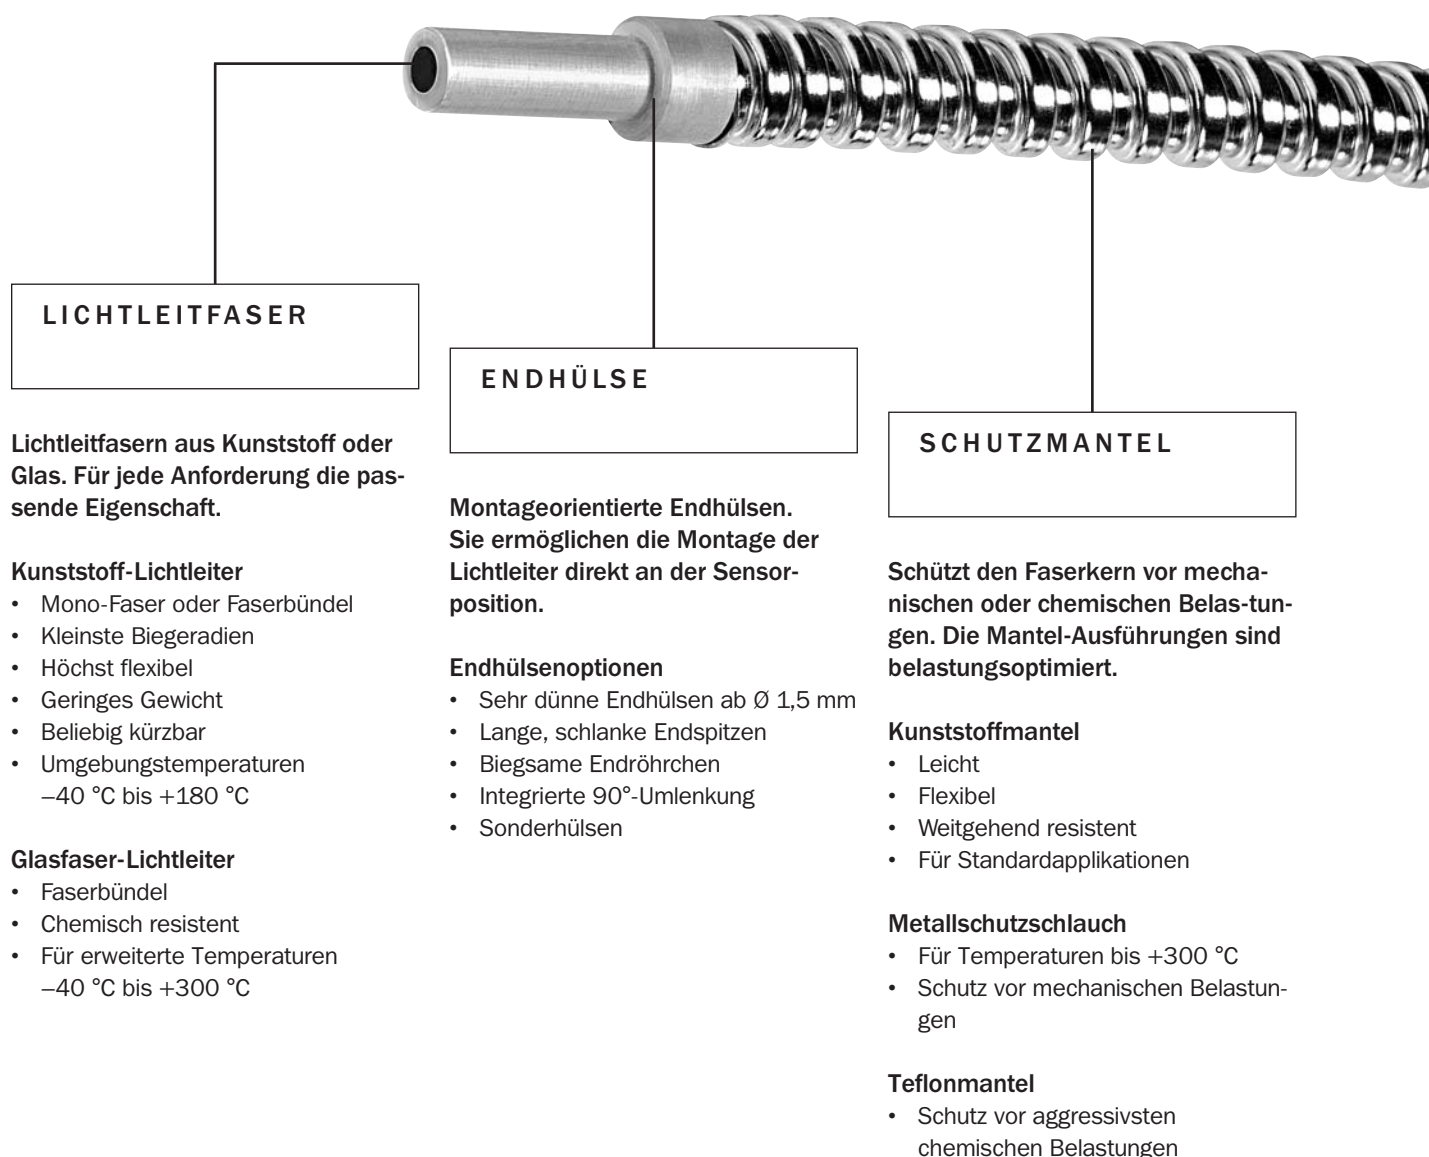 LICHTLEITFASER
Lichtleitfasern aus Kunststoff oder
Glas. Für jede Anforderung die pas-
sende Eigenschaft.
Kunststoff-Lichtleiter
• Mono-Faser oder Faserbündel
• Kleinste Biegeradien
• Höchst flexibel
• Geringes Gewicht
• Beliebig kürzbar
• Umgebungstemperaturen
–40 °C bis +180 °C
Glasfaser-Lichtleiter
• Faserbündel
• Chemisch resistent
• Für erweiterte Temperaturen
–40 °C bis +300 °C
ENDHÜLSE
Montageorientierte Endhülsen.
Sie ermöglichen die Montage der
Lichtleiter direkt an der Sensor-
position.
Endhülsenoptionen
• Sehr dünne Endhülsen ab Ø 1,5 mm
• Lange, schlanke Endspitzen
• Biegsame Endröhrchen
• Integrierte 90°-Umlenkung
• Sonderhülsen
SCHUTZMANTEL
Schützt den Faserkern vor mecha-
nischen oder chemischen Belas-tun-
gen. Die Mantel-Ausführungen sind
belastungsoptimiert.
Kunststoffmantel
• Leicht
• Flexibel
• Weitgehend resistent
• Für Standardapplikationen
Metallschutzschlauch
• Für Temperaturen bis +300 °C
• Schutz vor mechanischen Belastun-
gen
Teflonmantel
• Schutz vor aggressivsten
chemischen Belastungen